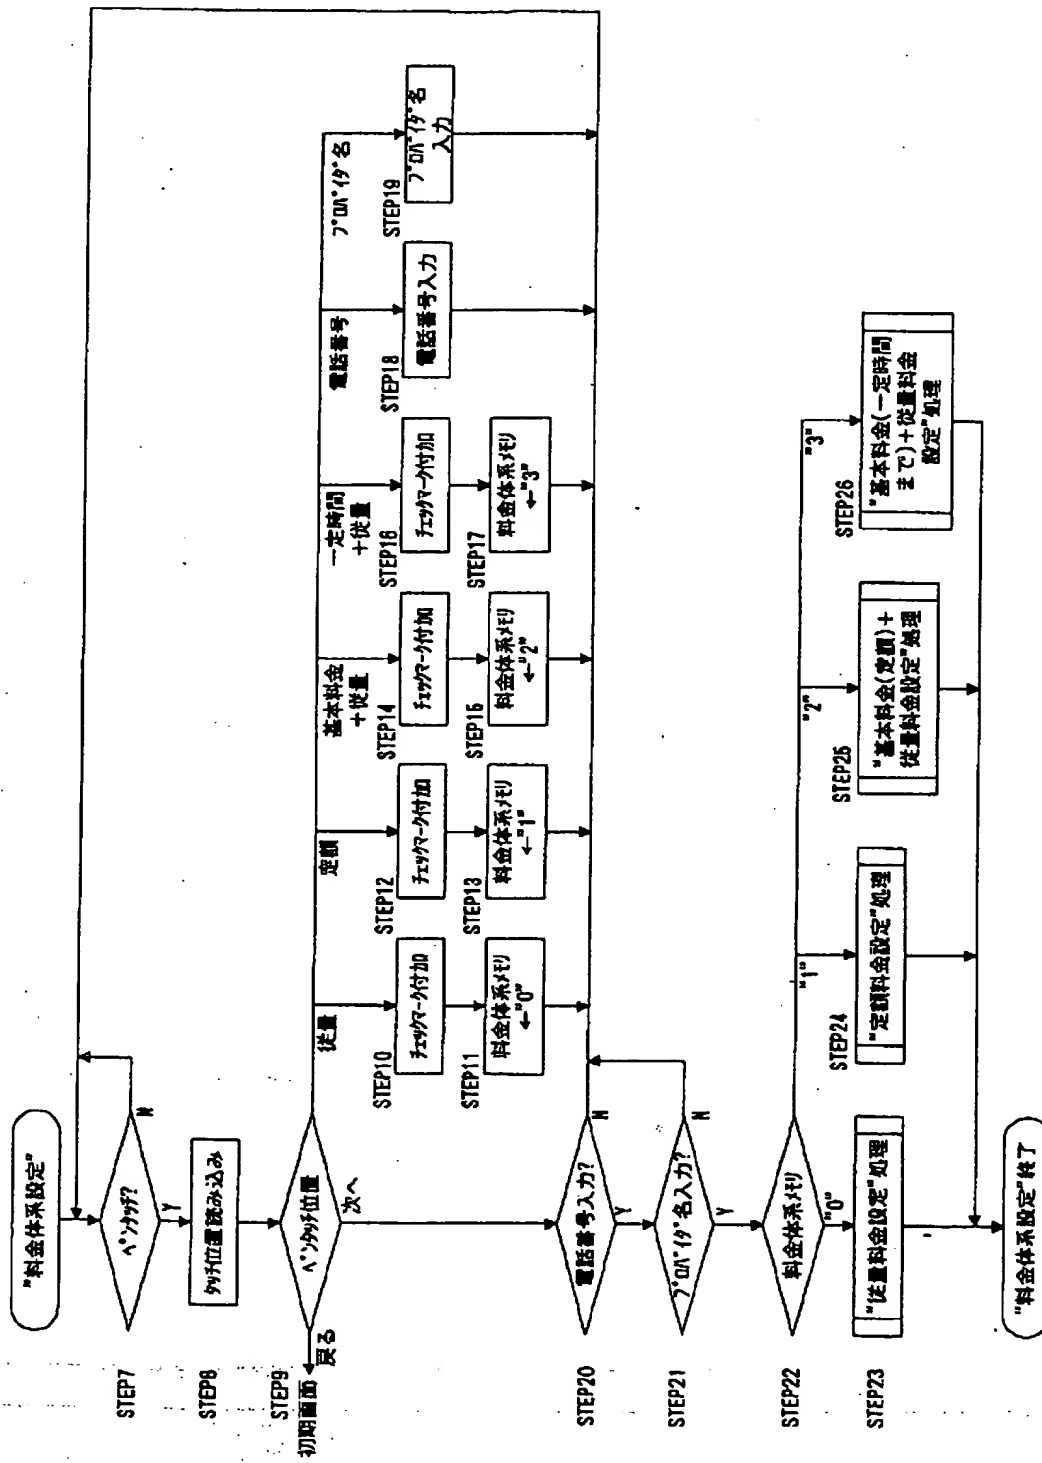 "料金体系設定"
STEP7
ペンタッチ?
N
Y
STEP8
タッチ位置読み込み
STEP9
ペンタッチ位置
初期画面
戻る
次へ
従量
STEP10
チェックマーク付加
STEP11
料金体系メモリ
←"0"
定額
STEP12
チェックマーク付加
STEP13
料金体系メモリ
←"1"
基本料金
+従量
STEP14
チェックマーク付加
STEP15
料金体系メモリ
←"2"
一定時間
+従量
STEP16
チェックマーク付加
STEP17
料金体系メモリ
←"3"
電話番号
STEP18
電話番号入力
プロバイダ名
STEP19
プロバイダ名
入力
STEP20
電話番号入力?
N
Y
STEP21
プロバイダ名入力?
N
Y
STEP22
料金体系メモリ
"0"
STEP23
"従量料金設定"処理
"1"
STEP24
"定額料金設定"処理
"2"
STEP25
"基本料金(定額)+
従量料金設定"処理
"3"
STEP26
"基本料金(一定時間
まで)+従量料金
設定"処理
"料金体系設定"終了